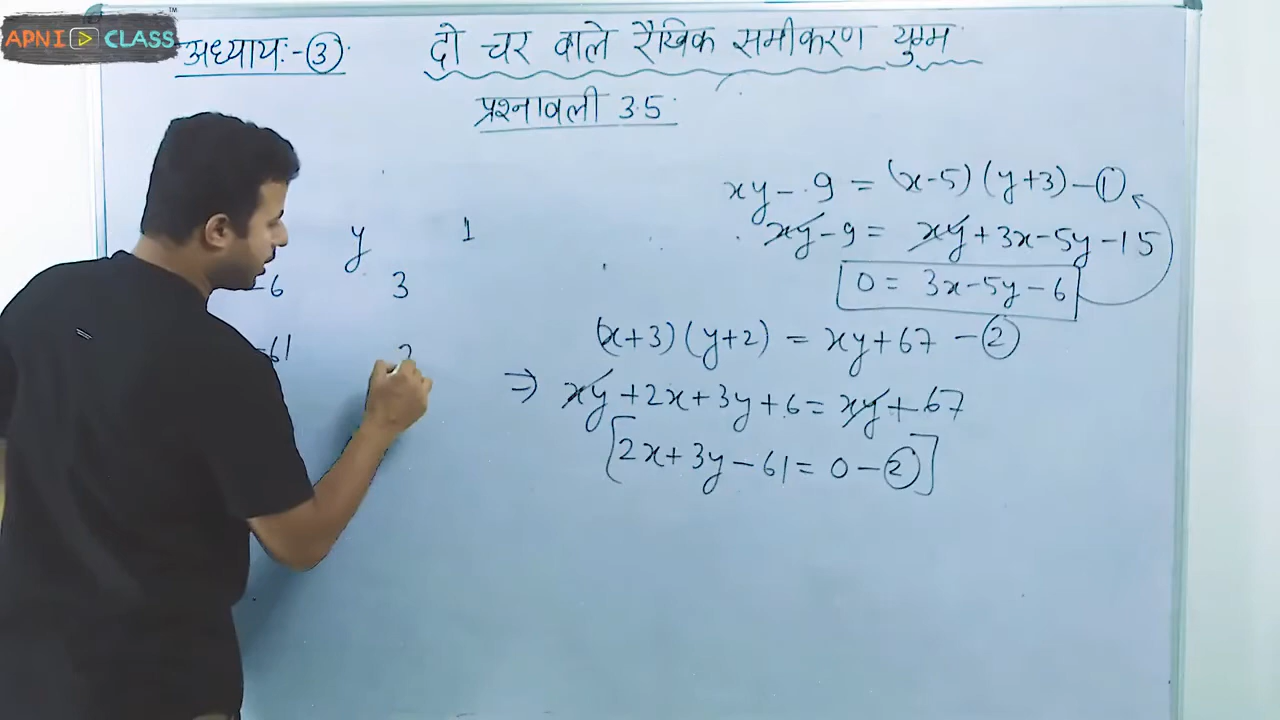 APNI CLASS™
अध्याय:-③
दो चर वाले रैखिक समीकरण युग्म
प्रश्नावली 3.5
xy - 9 = (x-5) (y+3) - ①
xy - 9 = xy + 3x - 5y - 15
0 = 3x - 5y - 6
(x+3) (y+2) = xy + 67 - ②
⇒ xy + 2x + 3y + 6 = xy + 67
[2x + 3y - 61 = 0 - ②]
y 1
-6 3
-61